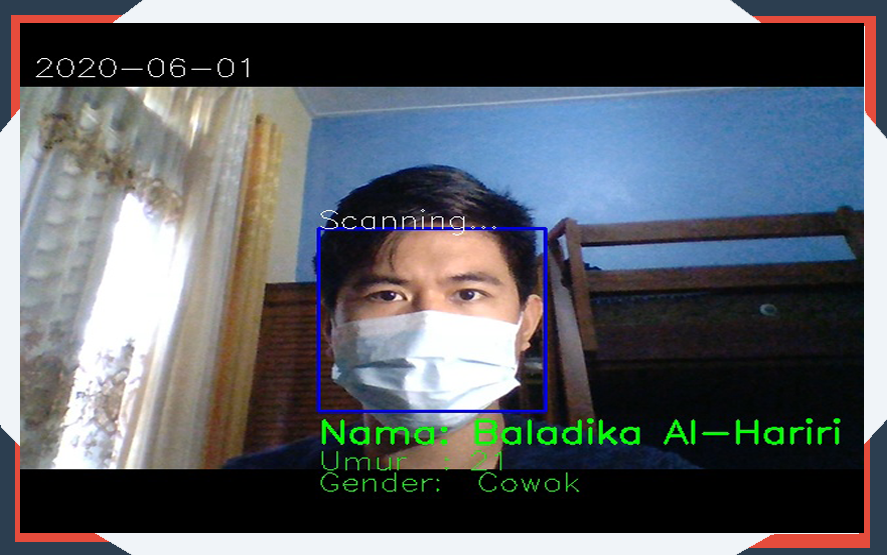 2020-06-01
Scanning...
Nama: Baladika Al-Hariri
Umur : 21
Gender: Cowok